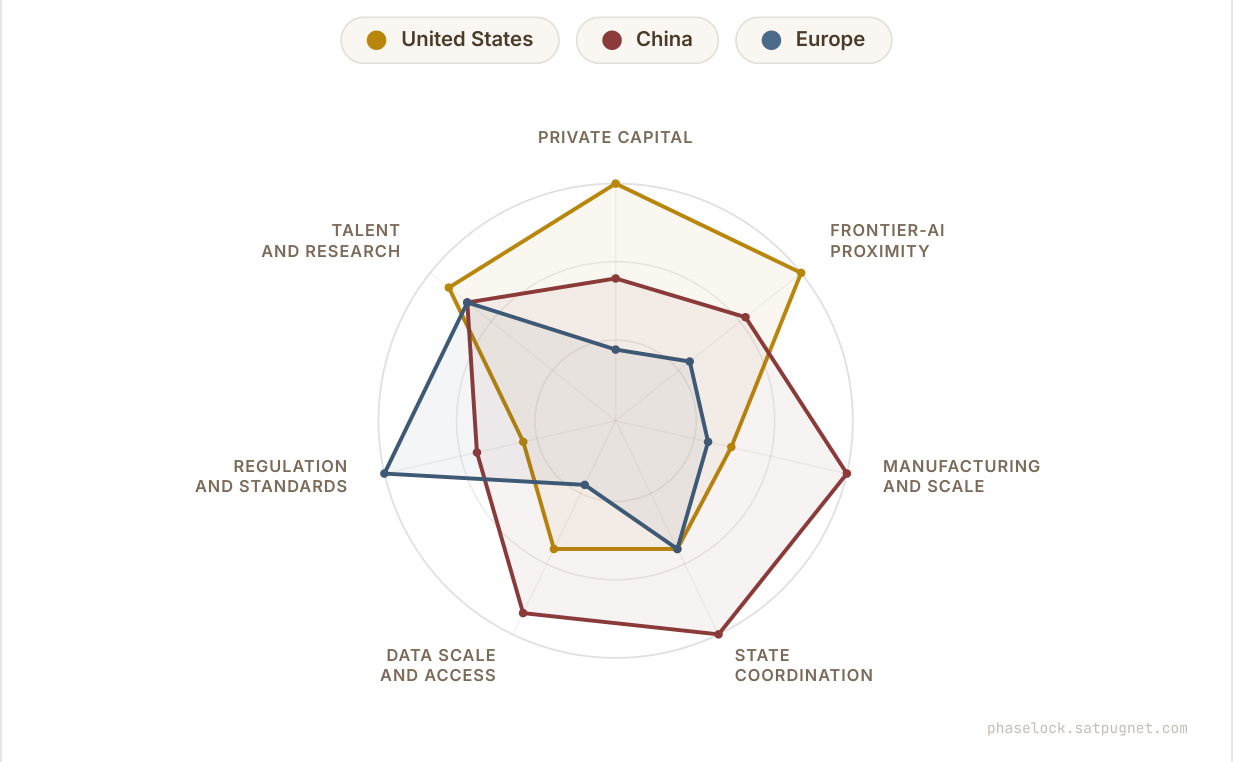 United States
China
Europe
PRIVATE CAPITAL
TALENT
AND RESEARCH
FRONTIER-AI
PROXIMITY
REGULATION
AND STANDARDS
MANUFACTURING
AND SCALE
DATA SCALE
AND ACCESS
STATE
COORDINATION
phaselock.satpugnet.com